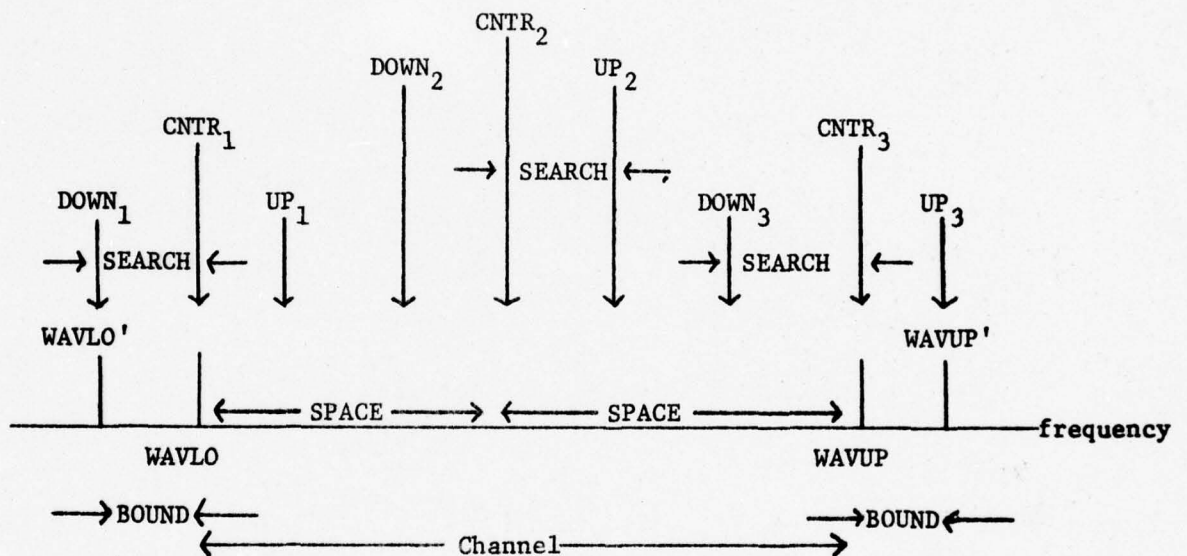 CNTR2
DOWN2 UP2
CNTR1 CNTR3
SEARCH
DOWN1 UP1 DOWN3 UP3
SEARCH SEARCH
WAVLO' WAVUP'
SPACE SPACE
frequency
WAVLO WAVUP
BOUND BOUND
Channel